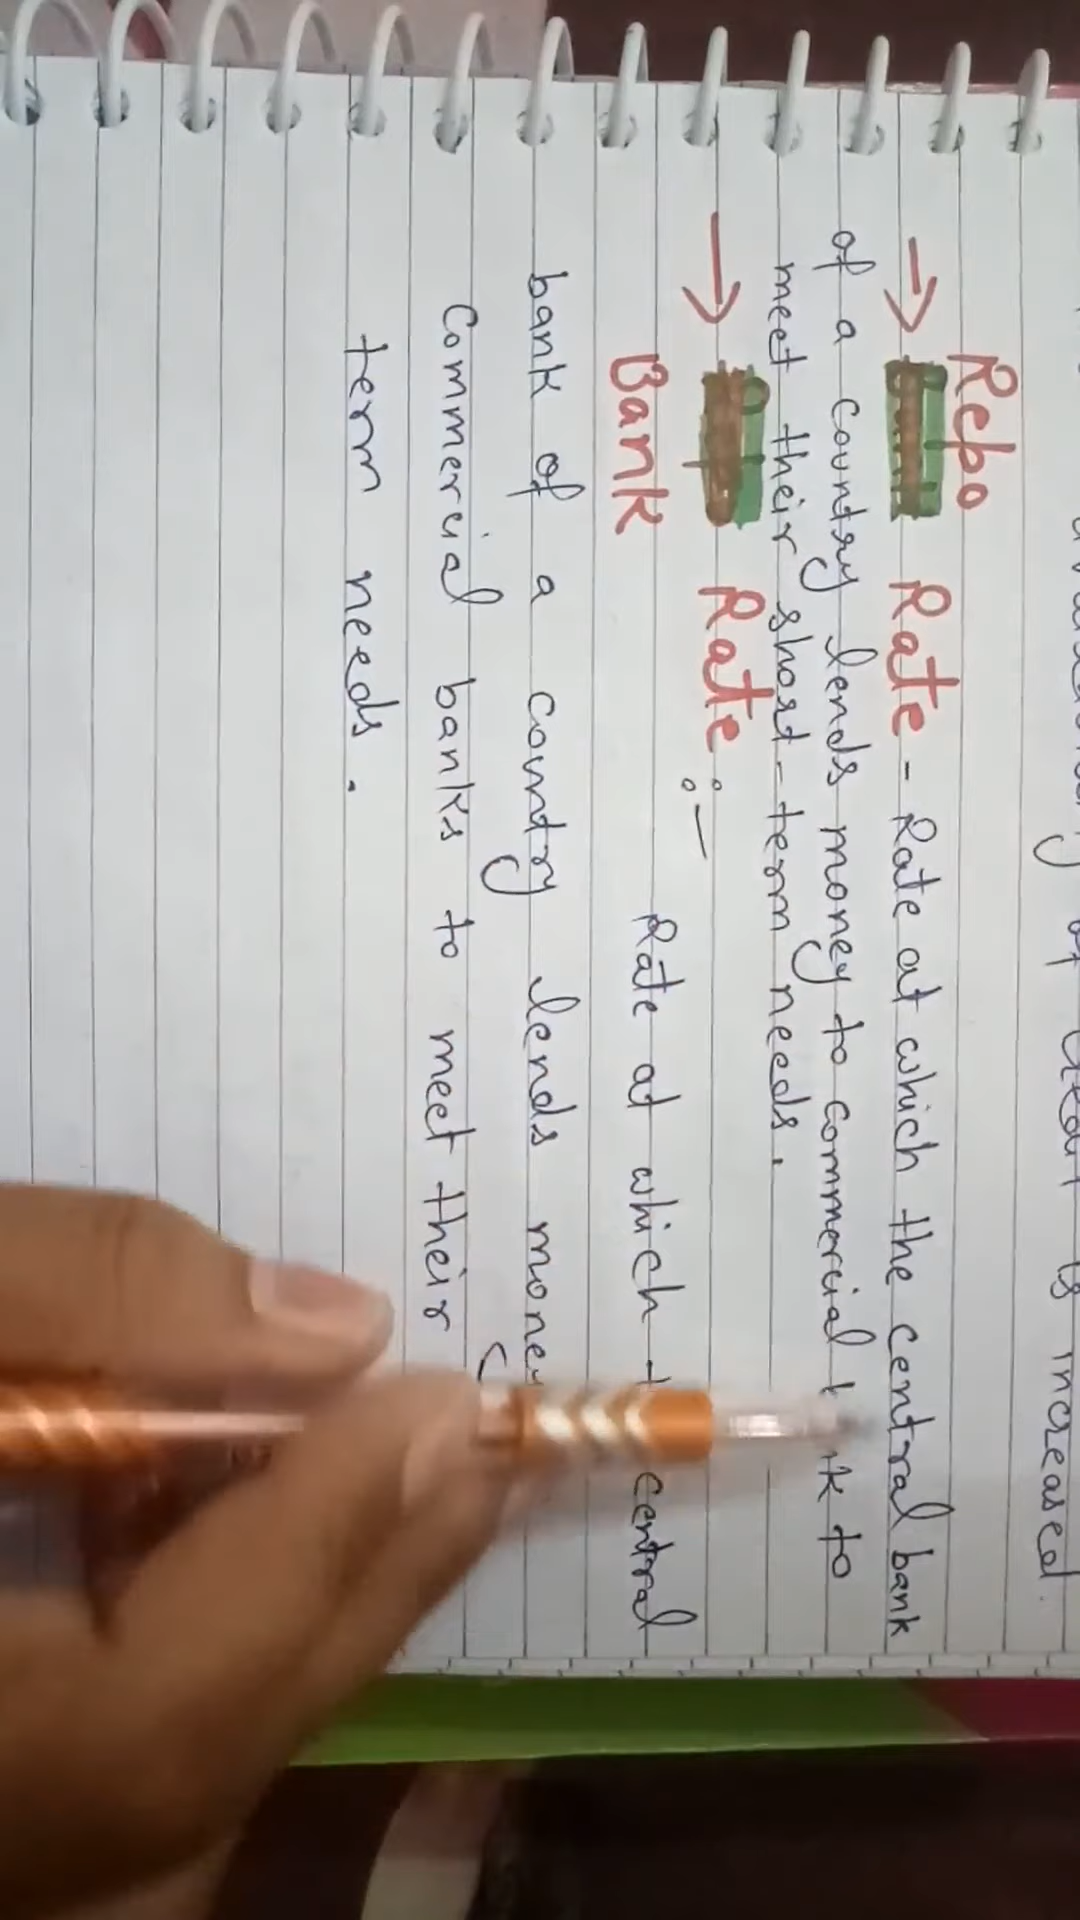 is increased.
Repo
→ Rate - Rate at which the central bank
of a country lends money to commercial to
meet their short-term needs.
→ Rate :-
Bank Rate at which central
bank of a country lends money
Commercial banks to meet their
term needs.